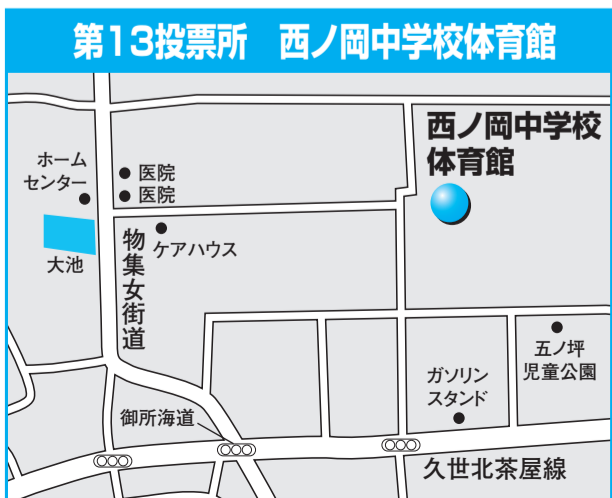 第13投票所　西ノ岡中学校体育館
西ノ岡中学校
体育館
ホーム
センター
医院
医院
大池
物集女街道
ケアハウス
五ノ坪
児童公園
ガソリン
スタンド
御所海道
久世北茶屋線